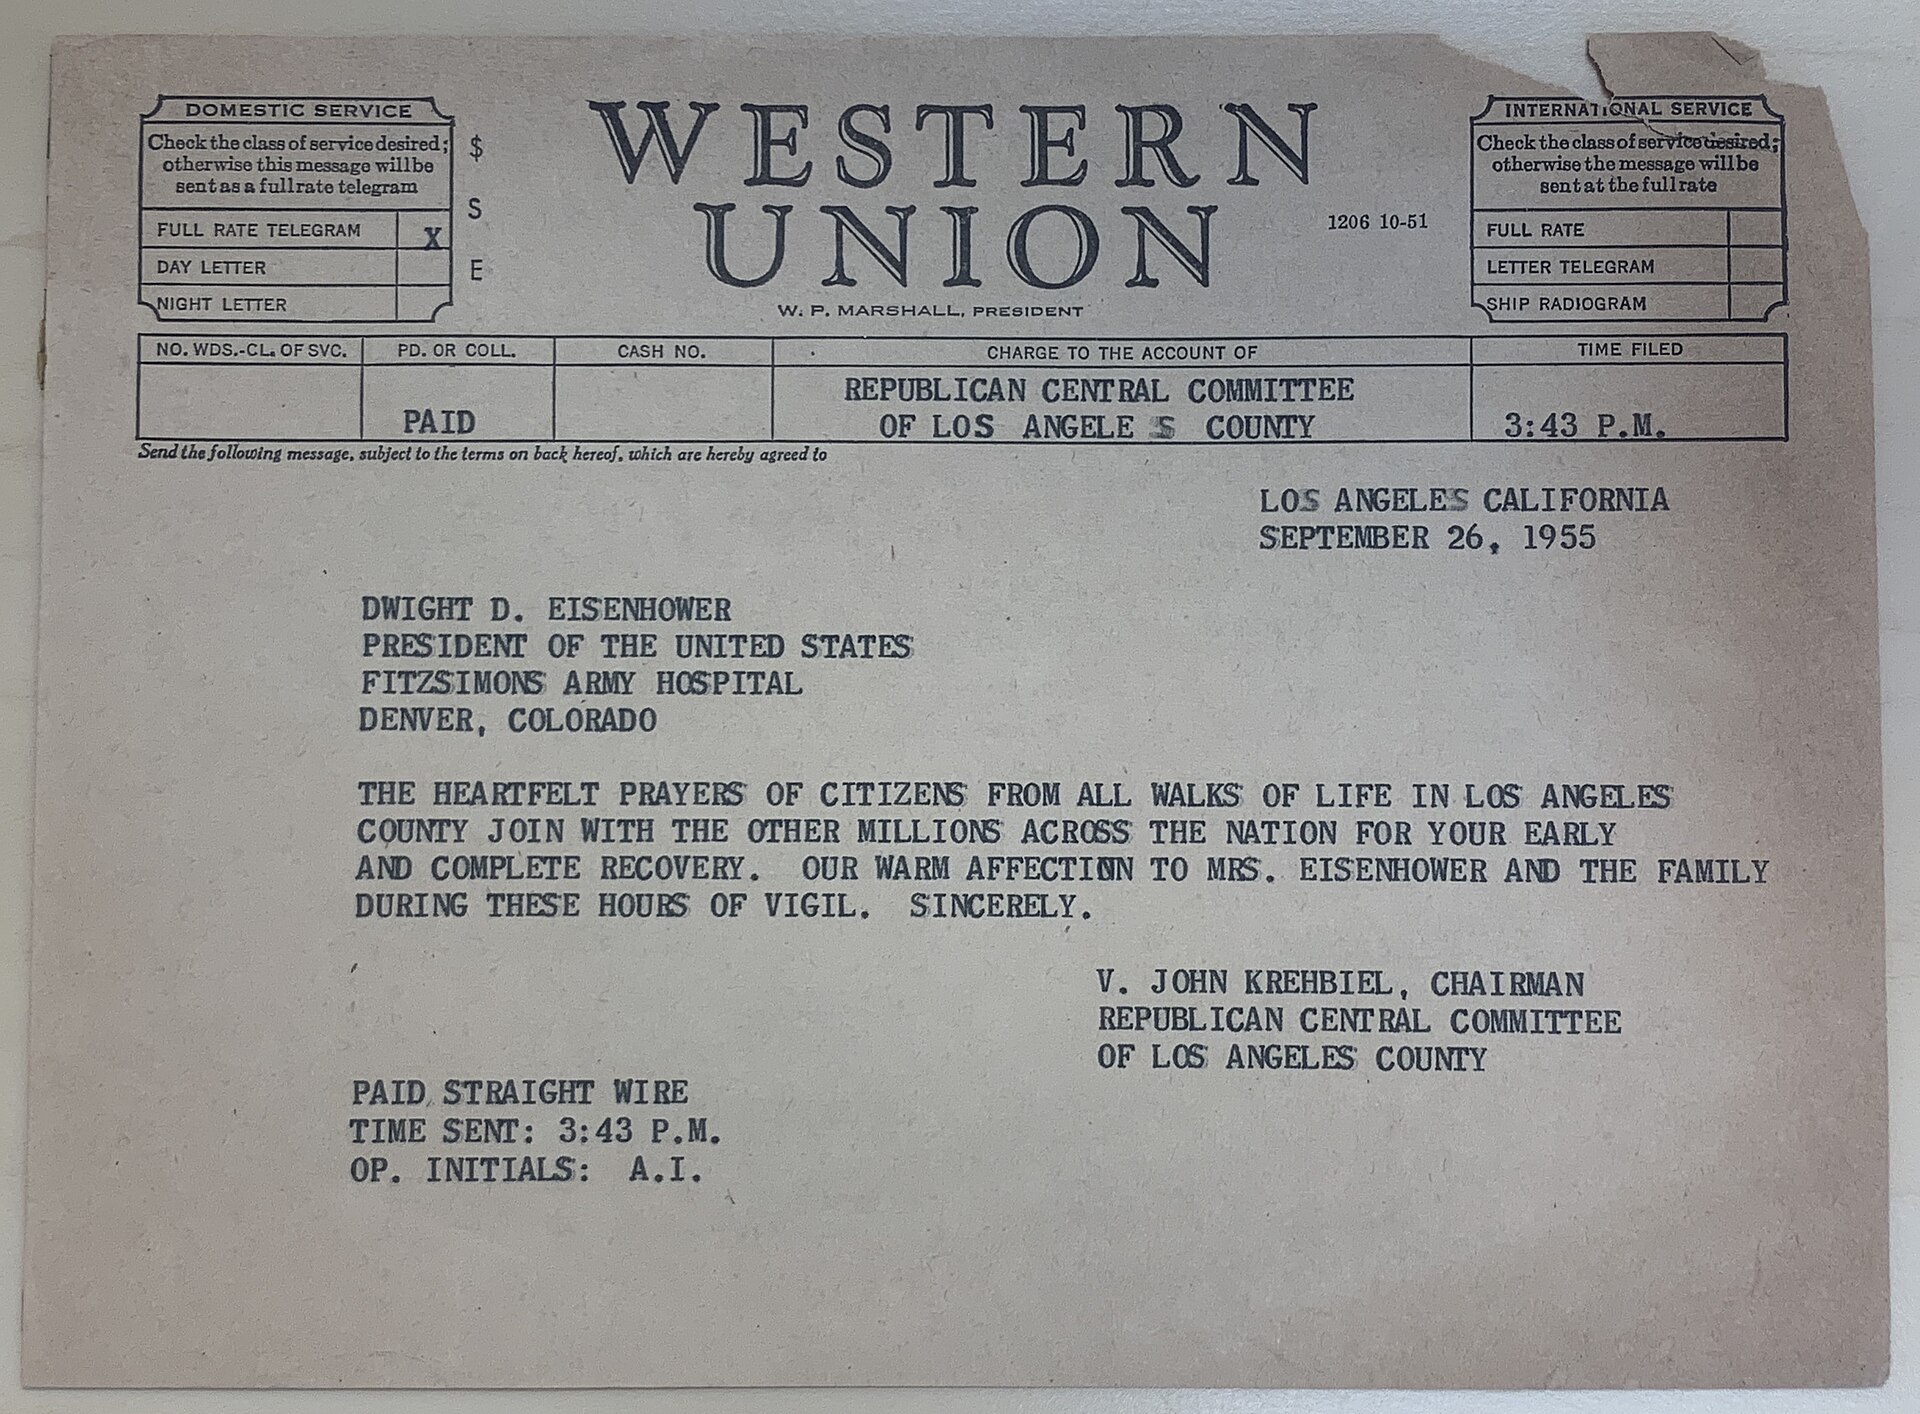 DOMESTIC SERVICE
Check the class of service desired;
otherwise this message will be
sent as a full rate telegram
FULL RATE TELEGRAM X
DAY LETTER
NIGHT LETTER
$
S
E
WESTERN
UNION
1206 10-51
W. P. MARSHALL, PRESIDENT
INTERNATIONAL SERVICE
Check the class of service desired;
otherwise the message will be
sent at the full rate
FULL RATE
LETTER TELEGRAM
SHIP RADIOGRAM
NO. WDS.-CL. OF SVC. PD. OR COLL. CASH NO. CHARGE TO THE ACCOUNT OF TIME FILED
REPUBLICAN CENTRAL COMMITTEE
PAID OF LOS ANGELE S COUNTY 3:43 P.M.
Send the following message, subject to the terms on back hereof, which are hereby agreed to
LOS ANGELES CALIFORNIA
SEPTEMBER 26, 1955
DWIGHT D. EISENHOWER
PRESIDENT OF THE UNITED STATES
FITZSIMONS ARMY HOSPITAL
DENVER, COLORADO
THE HEARTFELT PRAYERS OF CITIZENS FROM ALL WALKS OF LIFE IN LOS ANGELES
COUNTY JOIN WITH THE OTHER MILLIONS ACROSS THE NATION FOR YOUR EARLY
AND COMPLETE RECOVERY. OUR WARM AFFECTION TO MRS. EISENHOWER AND THE FAMILY
DURING THESE HOURS OF VIGIL. SINCERELY.
V. JOHN KREHBIEL, CHAIRMAN
REPUBLICAN CENTRAL COMMITTEE
OF LOS ANGELES COUNTY
PAID STRAIGHT WIRE
TIME SENT: 3:43 P.M.
OP. INITIALS: A.I.